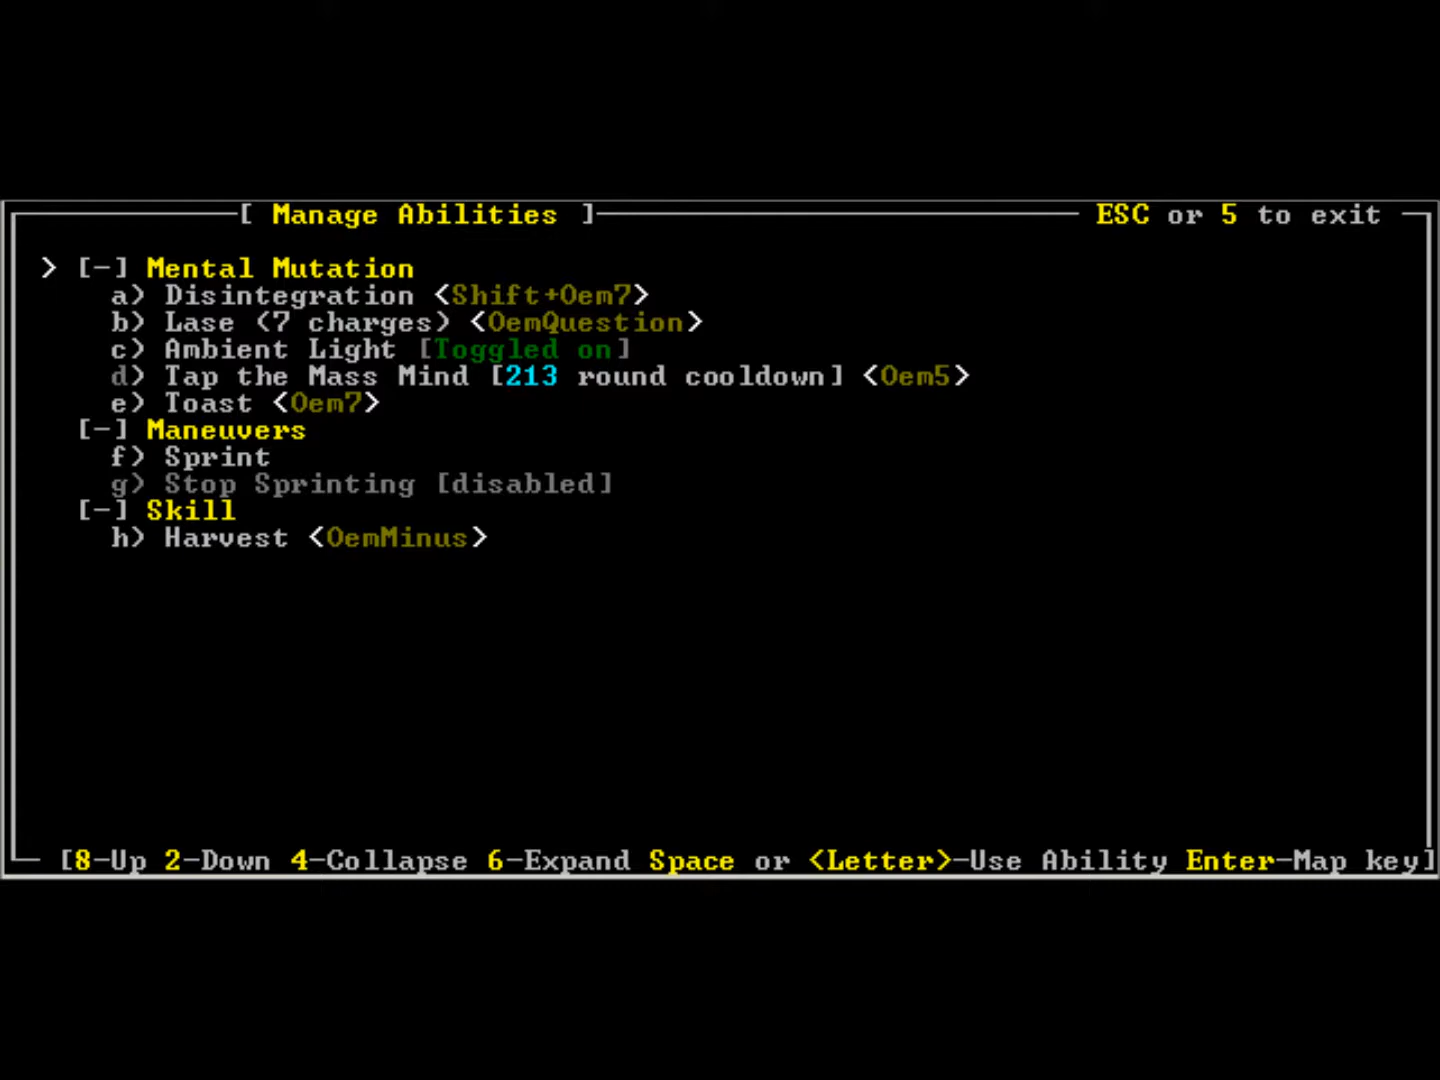 [ Manage Abilities ] ESC or 5 to exit
> [-] Mental Mutation
a) Disintegration <Shift+Oem7>
b) Lase (7 charges) <OemQuestion>
c) Ambient Light [Toggled on]
d) Tap the Mass Mind [213 round cooldown] <Oem5>
e) Toast <Oem7>
[-] Maneuvers
f) Sprint
g) Stop Sprinting [disabled]
[-] Skill
h) Harvest <OemMinus>
[8-Up 2-Down 4-Collapse 6-Expand Space or <Letter>-Use Ability Enter-Map key]